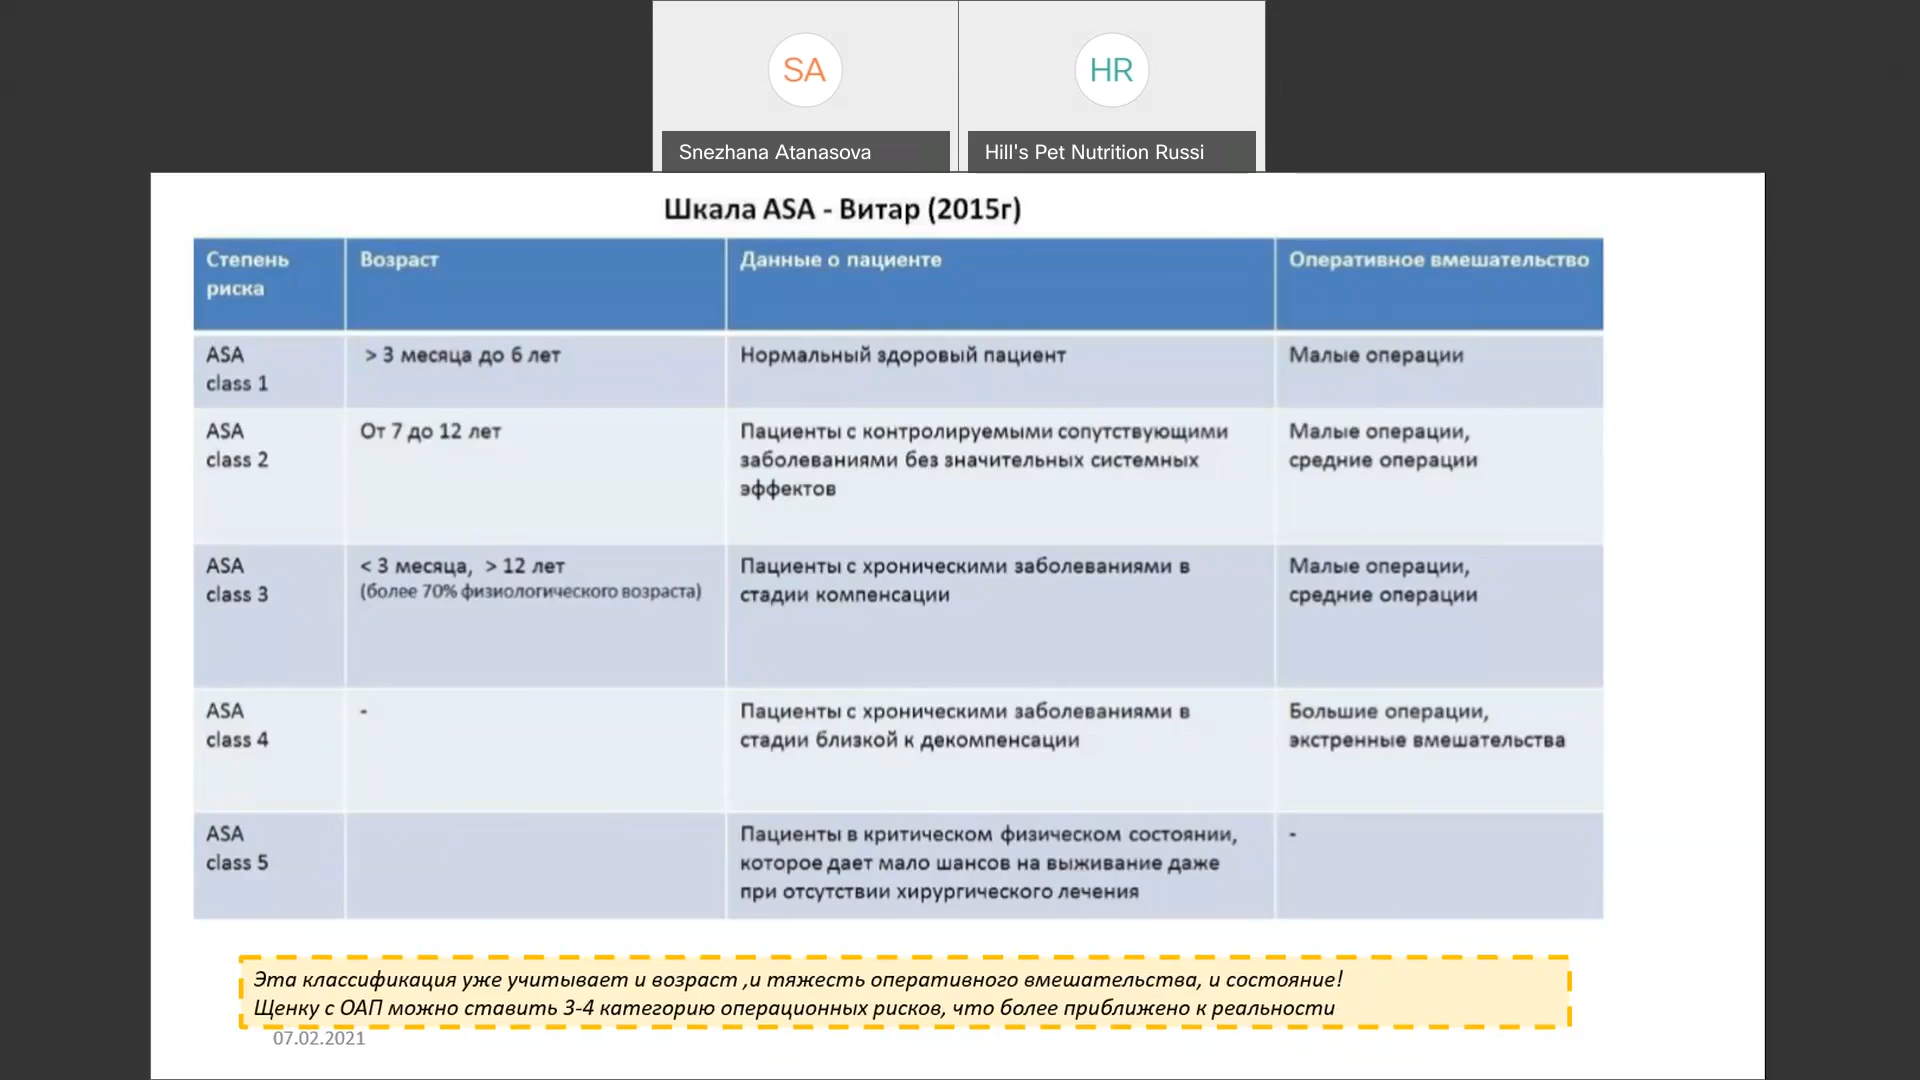 SA
HR
Snezhana Atanasova
Hill's Pet Nutrition Russi
Шкала ASA - Витар (2015г)
Степень
риска
Возраст
Данные о пациенте
Оперативное вмешательство
ASA
class 1
> 3 месяца до 6 лет
Нормальный здоровый пациент
Малые операции
ASA
class 2
От 7 до 12 лет
Пациенты с контролируемыми сопутствующими
заболеваниями без значительных системных
эффектов
Малые операции,
средние операции
ASA
class 3
< 3 месяца, > 12 лет
(более 70% физиологического возраста)
Пациенты с хроническими заболеваниями в
стадии компенсации
Малые операции,
средние операции
ASA
class 4
-
Пациенты с хроническими заболеваниями в
стадии близкой к декомпенсации
Большие операции,
экстренные вмешательства
ASA
class 5
Пациенты в критическом физическом состоянии,
которое дает мало шансов на выживание даже
при отсутствии хирургического лечения
-
Эта классификация уже учитывает и возраст ,и тяжесть оперативного вмешательства, и состояние!
Щенку с ОАП можно ставить 3-4 категорию операционных рисков, что более приближено к реальности
07.02.2021